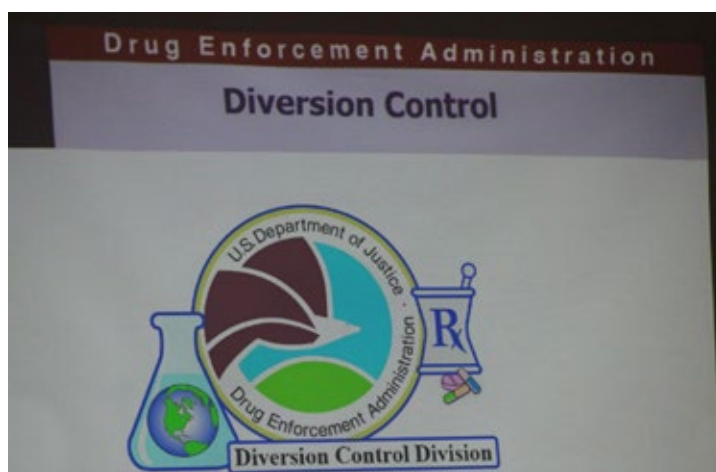 Drug Enforcement Administration
Diversion Control
U.S. Department of Justice ·
Drug Enforcement Administration
Rx
Diversion Control Division